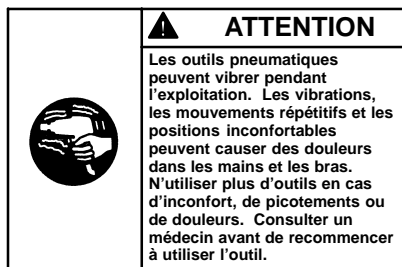 ATTENTION
Les outils pneumatiques
peuvent vibrer pendant
l'exploitation. Les vibrations,
les mouvements répétitifs et les
positions inconfortables
peuvent causer des douleurs
dans les mains et les bras.
N'utiliser plus d'outils en cas
d'inconfort, de picotements ou
de douleurs. Consulter un
médecin avant de recommencer
à utiliser l'outil.